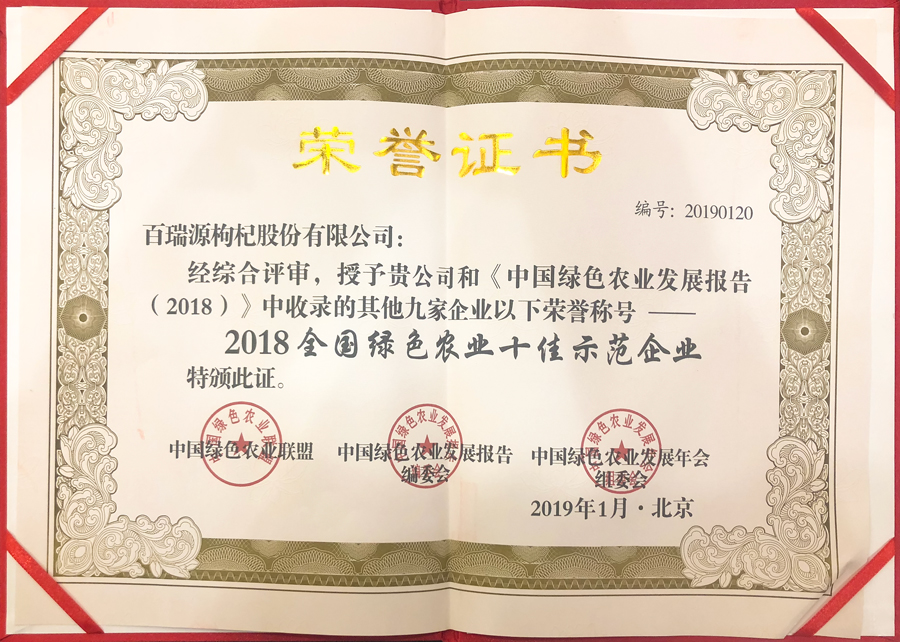 荣誉证书
编号：20190120
百瑞源枸杞股份有限公司：
经综合评审，授予贵公司和《中国绿色农业发展报告
（2018）》中收录的其他九家企业以下荣誉称号 ——
2018全国绿色农业十佳示范企业
特颁此证。
中国绿色农业联盟
中国绿色农业发展报告
编委会
中国绿色农业发展年会
组委会
2019年1月·北京